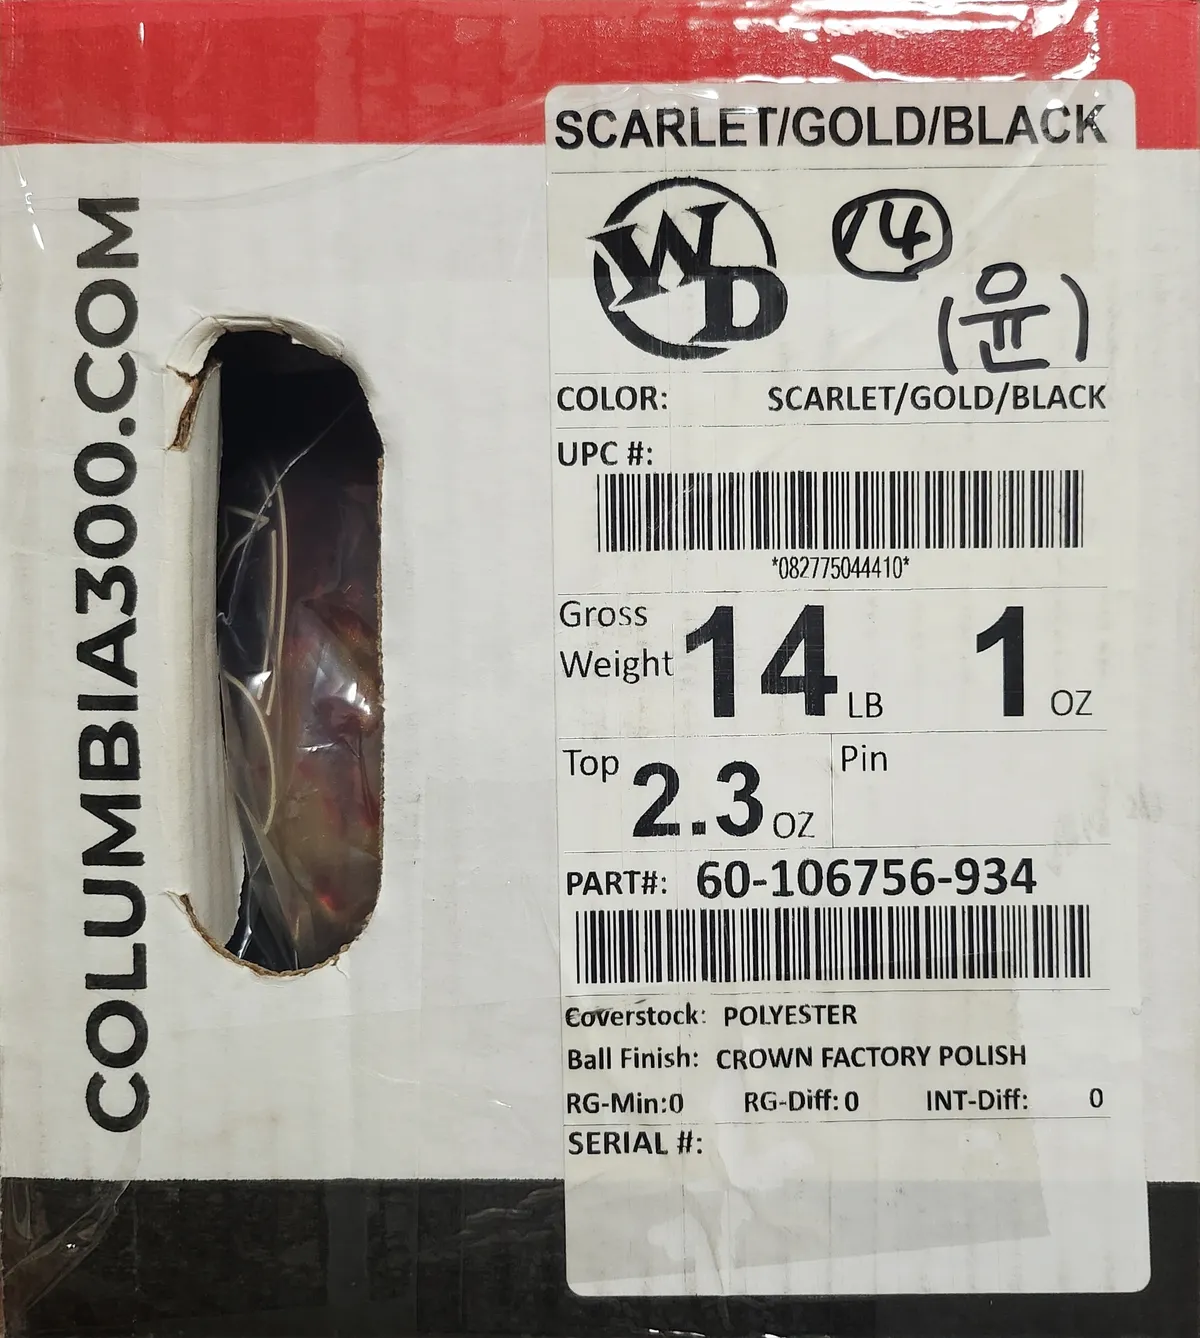 COLUMBIA300.COM
SCARLET/GOLD/BLACK
WD
14
(윤)
COLOR: SCARLET/GOLD/BLACK
UPC #:
*082775044410*
Gross Weight 14 LB 1 OZ
Top 2.3 OZ Pin
PART#: 60-106756-934
Coverstock: POLYESTER
Ball Finish: CROWN FACTORY POLISH
RG-Min:0 RG-Diff: 0 INT-Diff: 0
SERIAL #: